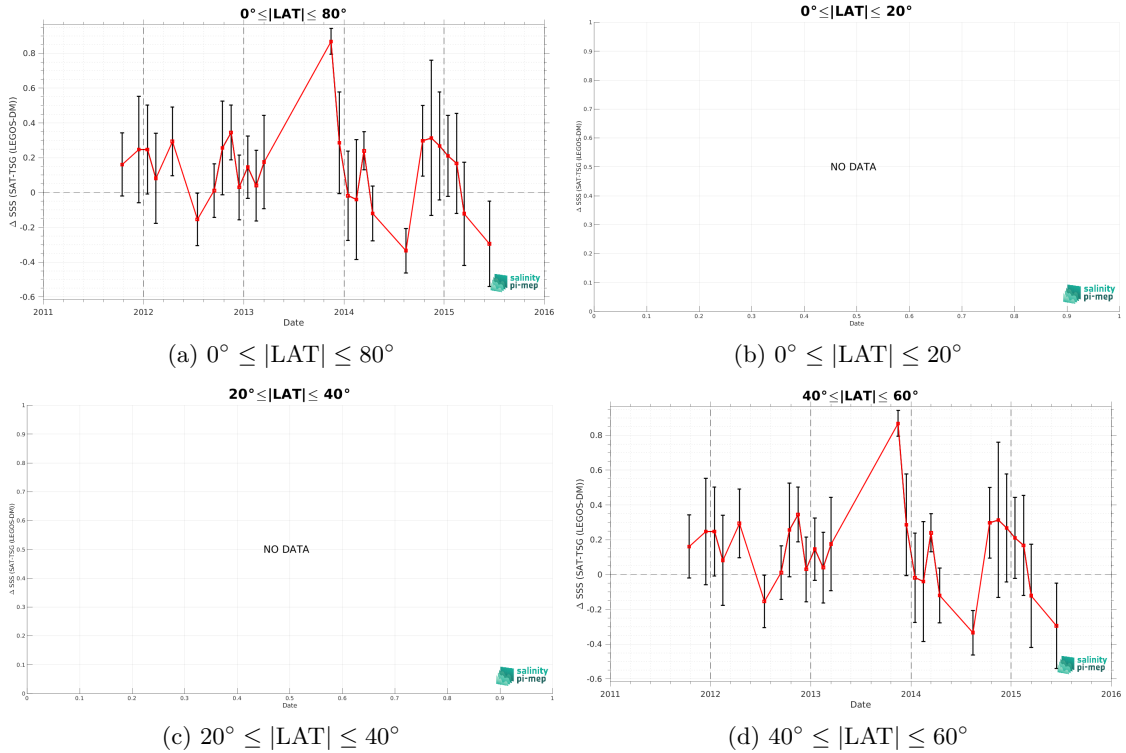 0°≤|LAT|≤ 80°
Δ SSS (SAT-TSG (LEGOS-DM))
0.8
0.6
0.4
0.2
0
-0.2
-0.4
-0.6
2011 2012 2013 2014 2015 2016
Date
salinity
pi-mep
(a) 0° ≤ |LAT| ≤ 80°
0°≤|LAT|≤ 20°
Δ SSS (SAT-TSG (LEGOS-DM))
1
0.9
0.8
0.7
0.6
0.5
0.4
0.3
0.2
0.1
0
NO DATA
0 0.1 0.2 0.3 0.4 0.5 0.6 0.7 0.8 0.9 1
Date
salinity
pi-mep
(b) 0° ≤ |LAT| ≤ 20°
20°≤|LAT|≤ 40°
Δ SSS (SAT-TSG (LEGOS-DM))
1
0.9
0.8
0.7
0.6
0.5
0.4
0.3
0.2
0.1
0
NO DATA
0 0.1 0.2 0.3 0.4 0.5 0.6 0.7 0.8 0.9 1
Date
salinity
pi-mep
(c) 20° ≤ |LAT| ≤ 40°
40°≤|LAT|≤ 60°
Δ SSS (SAT-TSG (LEGOS-DM))
0.8
0.6
0.4
0.2
0
-0.2
-0.4
-0.6
2011 2012 2013 2014 2015 2016
Date
salinity
pi-mep
(d) 40° ≤ |LAT| ≤ 60°